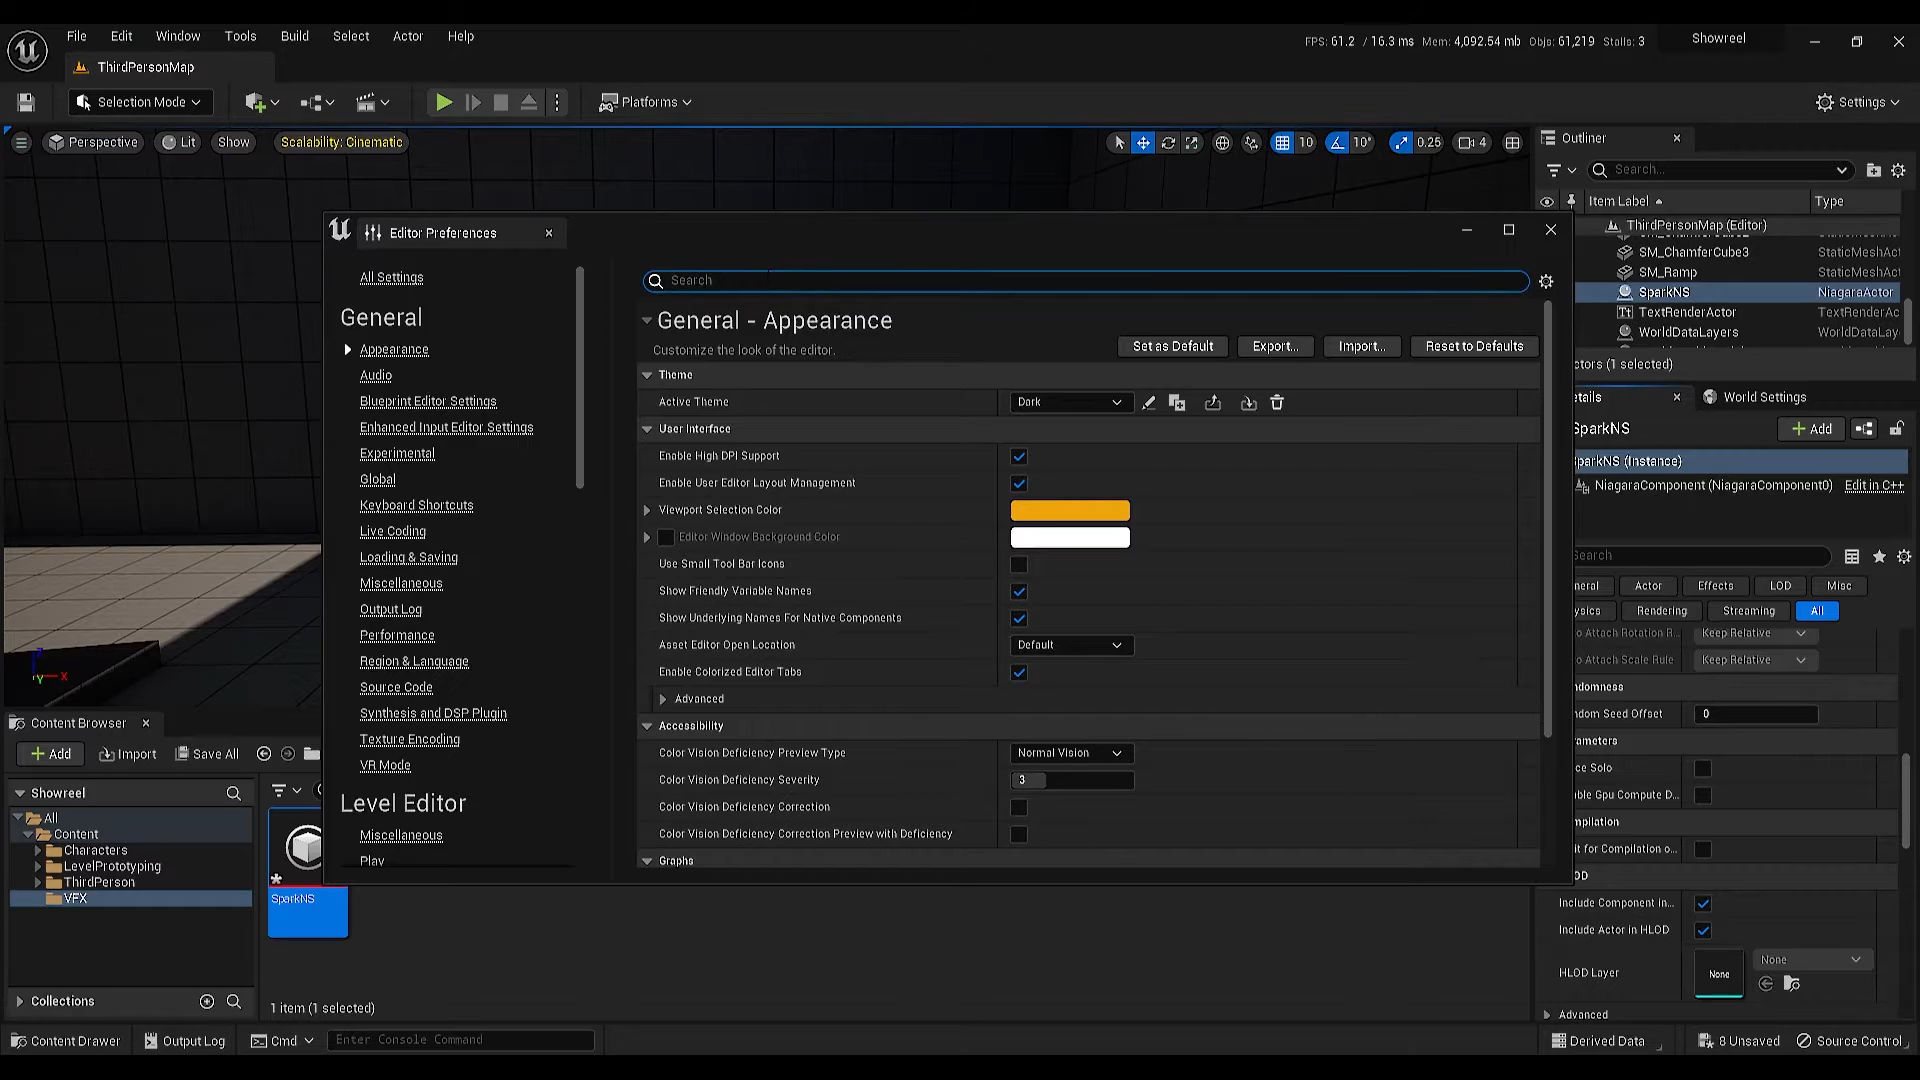 File Edit Window Tools Build Select Actor Help
FPS: 61.2 / 16.3 ms Mem: 4,092.54 mb Objs: 61,219 Stalls: 3
Showreel
ThirdPersonMap
Selection Mode
Platforms
Settings
Perspective Lit Show Scalability: Cinematic
10 10° 0.25 4
Outliner
Search...
Item Label Type
ThirdPersonMap (Editor)
SM_ChamferCube3 StaticMeshAct
SM_Ramp StaticMeshAct
SparkNS NiagaraActor
TextRenderActor TextRenderAc
WorldDataLayers WorldDataLay
ctors (1 selected)
Editor Preferences
All Settings
General
Appearance
Audio
Blueprint Editor Settings
Enhanced Input Editor Settings
Experimental
Global
Keyboard Shortcuts
Live Coding
Loading & Saving
Miscellaneous
Output Log
Performance
Region & Language
Source Code
Synthesis and DSP Plugin
Texture Encoding
VR Mode
Level Editor
Miscellaneous
Play
Search
General - Appearance
Customize the look of the editor.
Set as Default Export... Import... Reset to Defaults
Theme
Active Theme Dark
User Interface
Enable High DPI Support
Enable User Editor Layout Management
Viewport Selection Color
Editor Window Background Color
Use Small Tool Bar Icons
Show Friendly Variable Names
Show Underlying Names For Native Components
Asset Editor Open Location Default
Enable Colorized Editor Tabs
Advanced
Accessibility
Color Vision Deficiency Preview Type Normal Vision
Color Vision Deficiency Severity 3
Color Vision Deficiency Correction
Color Vision Deficiency Correction Preview with Deficiency
Graphs
etails World Settings
SparkNS Add
parkNS (Instance)
NiagaraComponent (NiagaraComponent0) Edit in C++
Search
neral Actor Effects LOD Misc
ysics Rendering Streaming All
o Attach Rotation R... Keep Relative
o Attach Scale Rule Keep Relative
ndomness
ndom Seed Offset 0
rameters
ce Solo
ble Gpu Compute D...
mpilation
it for Compilation o...
OD
Include Component in...
Include Actor in HLOD
HLOD Layer None None
Advanced
Content Browser
Add Import Save All
Showreel
All
Content
Characters
LevelPrototyping
ThirdPerson
VFX
Collections
SparkNS
1 item (1 selected)
Content Drawer Output Log Cmd Enter Console Command
Derived Data 8 Unsaved Source Control